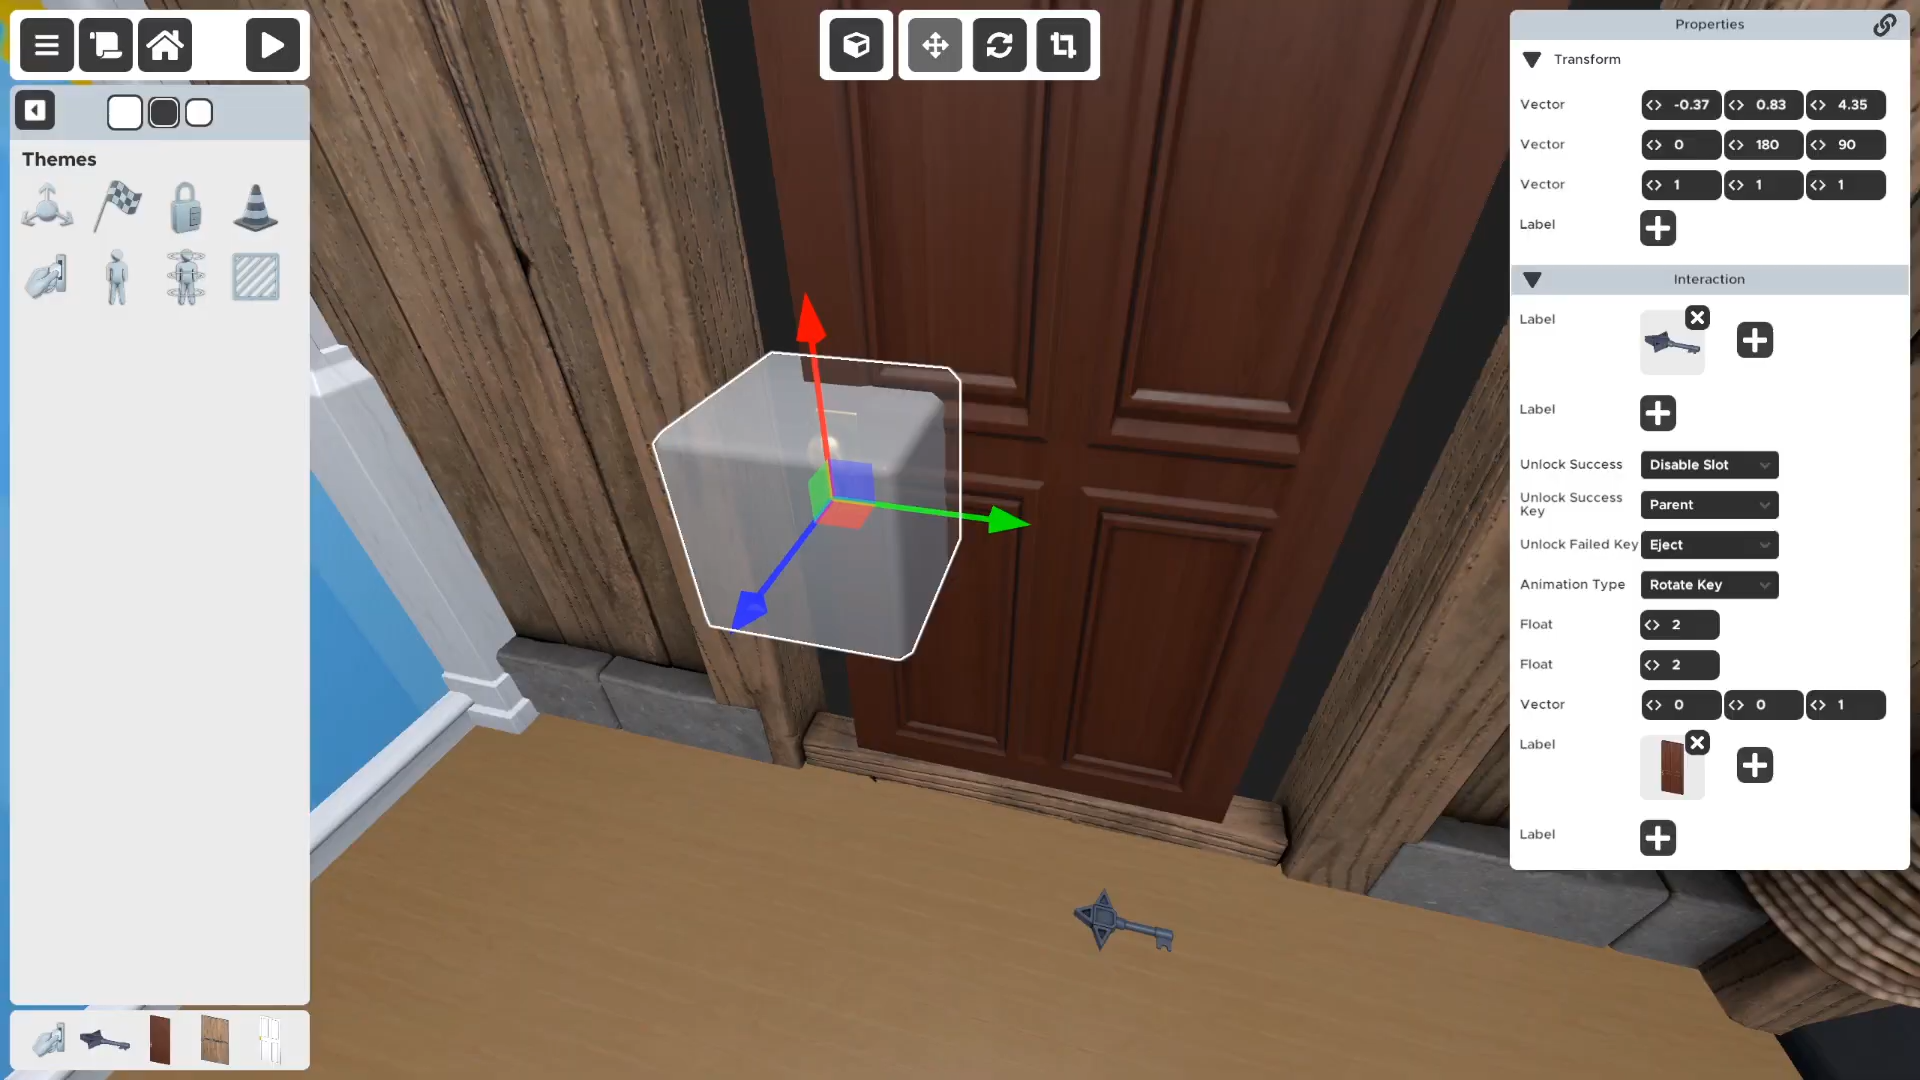 Properties
Transform
Vector -0.37 0.83 4.35
Vector 0 180 90
Vector 1 1 1
Label
Themes
Interaction
Label
Label
Unlock Success Disable Slot
Unlock Success Key Parent
Unlock Failed Key Eject
Animation Type Rotate Key
Float 2
Float 2
Vector 0 0 1
Label
Label